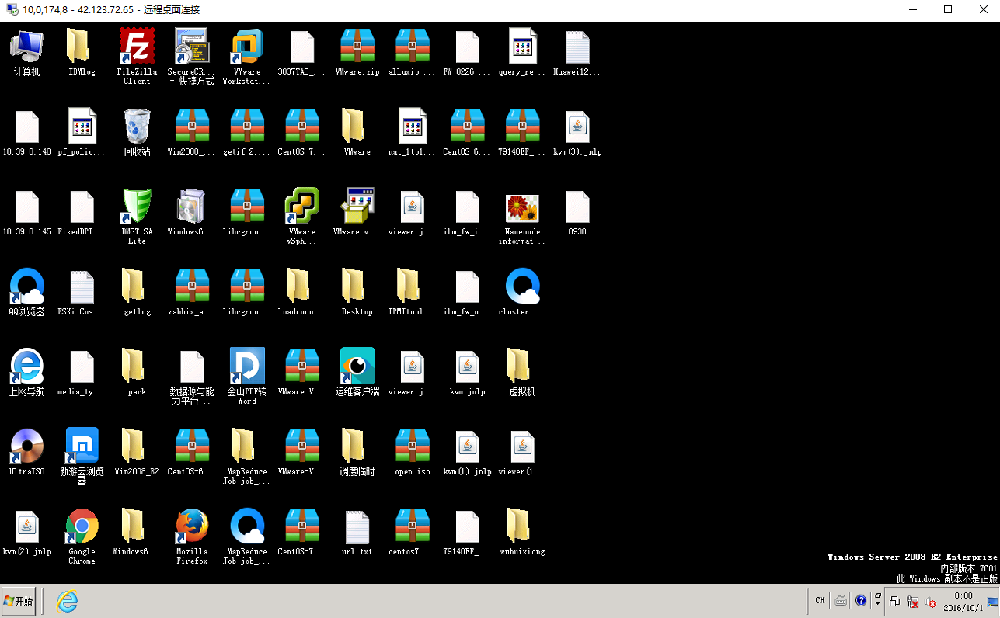 10,0,174,8 - 42.123.72.65 - 远程桌面连接
计算机
IBMlog
FileZilla
Client
SecureCR...
- 快捷方式
VMware
Workstat...
3837TA3_...
VMware.zip
alluxio-...
FW-0226-...
query_re...
Huawei12...
10.39.0.148
pf_polic...
回收站
Win2008_...
getif-2....
CentOS-7...
VMware
nat_1to1...
CentOS-6...
79140EF_...
kvm(3).jnlp
10.39.0.145
FixedDPI...
BMST SA
Lite
Windows6...
libcgrou...
VMware
vSph...
VMware-v...
viewer.j...
ibm_fw_i...
Namenode
informat...
0930
QQ浏览器
ESXi-Cus...
getlog
zabbix_a...
libcgrou...
loadrunn...
Desktop
IPMItool...
ibm_fw_u...
cluster....
上网导航
media_ty...
pack
数据源与能
力平台...
金山PDF转
Word
VMware-V...
运维客户端
viewer.j...
kvm.jnlp
虚拟机
UltraISO
傲游云浏览
器
Win2008_R2
CentOS-6...
MapReduce
Job job_...
VMware-V...
调度临时
open.iso
kvm(1).jnlp
viewer(1...
kvm(2).jnlp
Google
Chrome
Windows6...
Mozilla
Firefox
MapReduce
Job job_...
CentOS-7...
url.txt
centos7....
79140EF_...
wuhuixiong
Windows Server 2008 R2 Enterprise
内部版本 7601
此 Windows 副本不是正版
开始
CH
0:08
2016/10/1